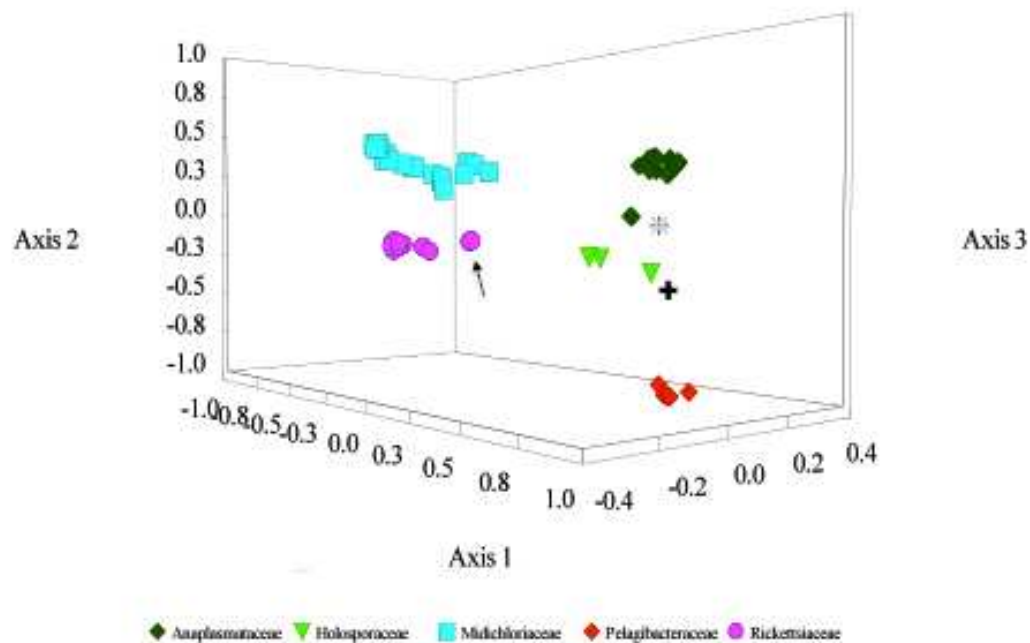 1.0
0.8
0.5
0.3
0.0
-0.3
-0.5
-0.8
-1.0
Axis 2
Axis 3
-1.0 -0.8 -0.5 -0.3 0.0 0.3 0.5 0.8 1.0
-0.4 -0.2 0.0 0.2 0.4
Axis 1
Anaplasmataceae Holosporaceae Midichloriaceae Pelagibacteraceae Rickettsiaceae